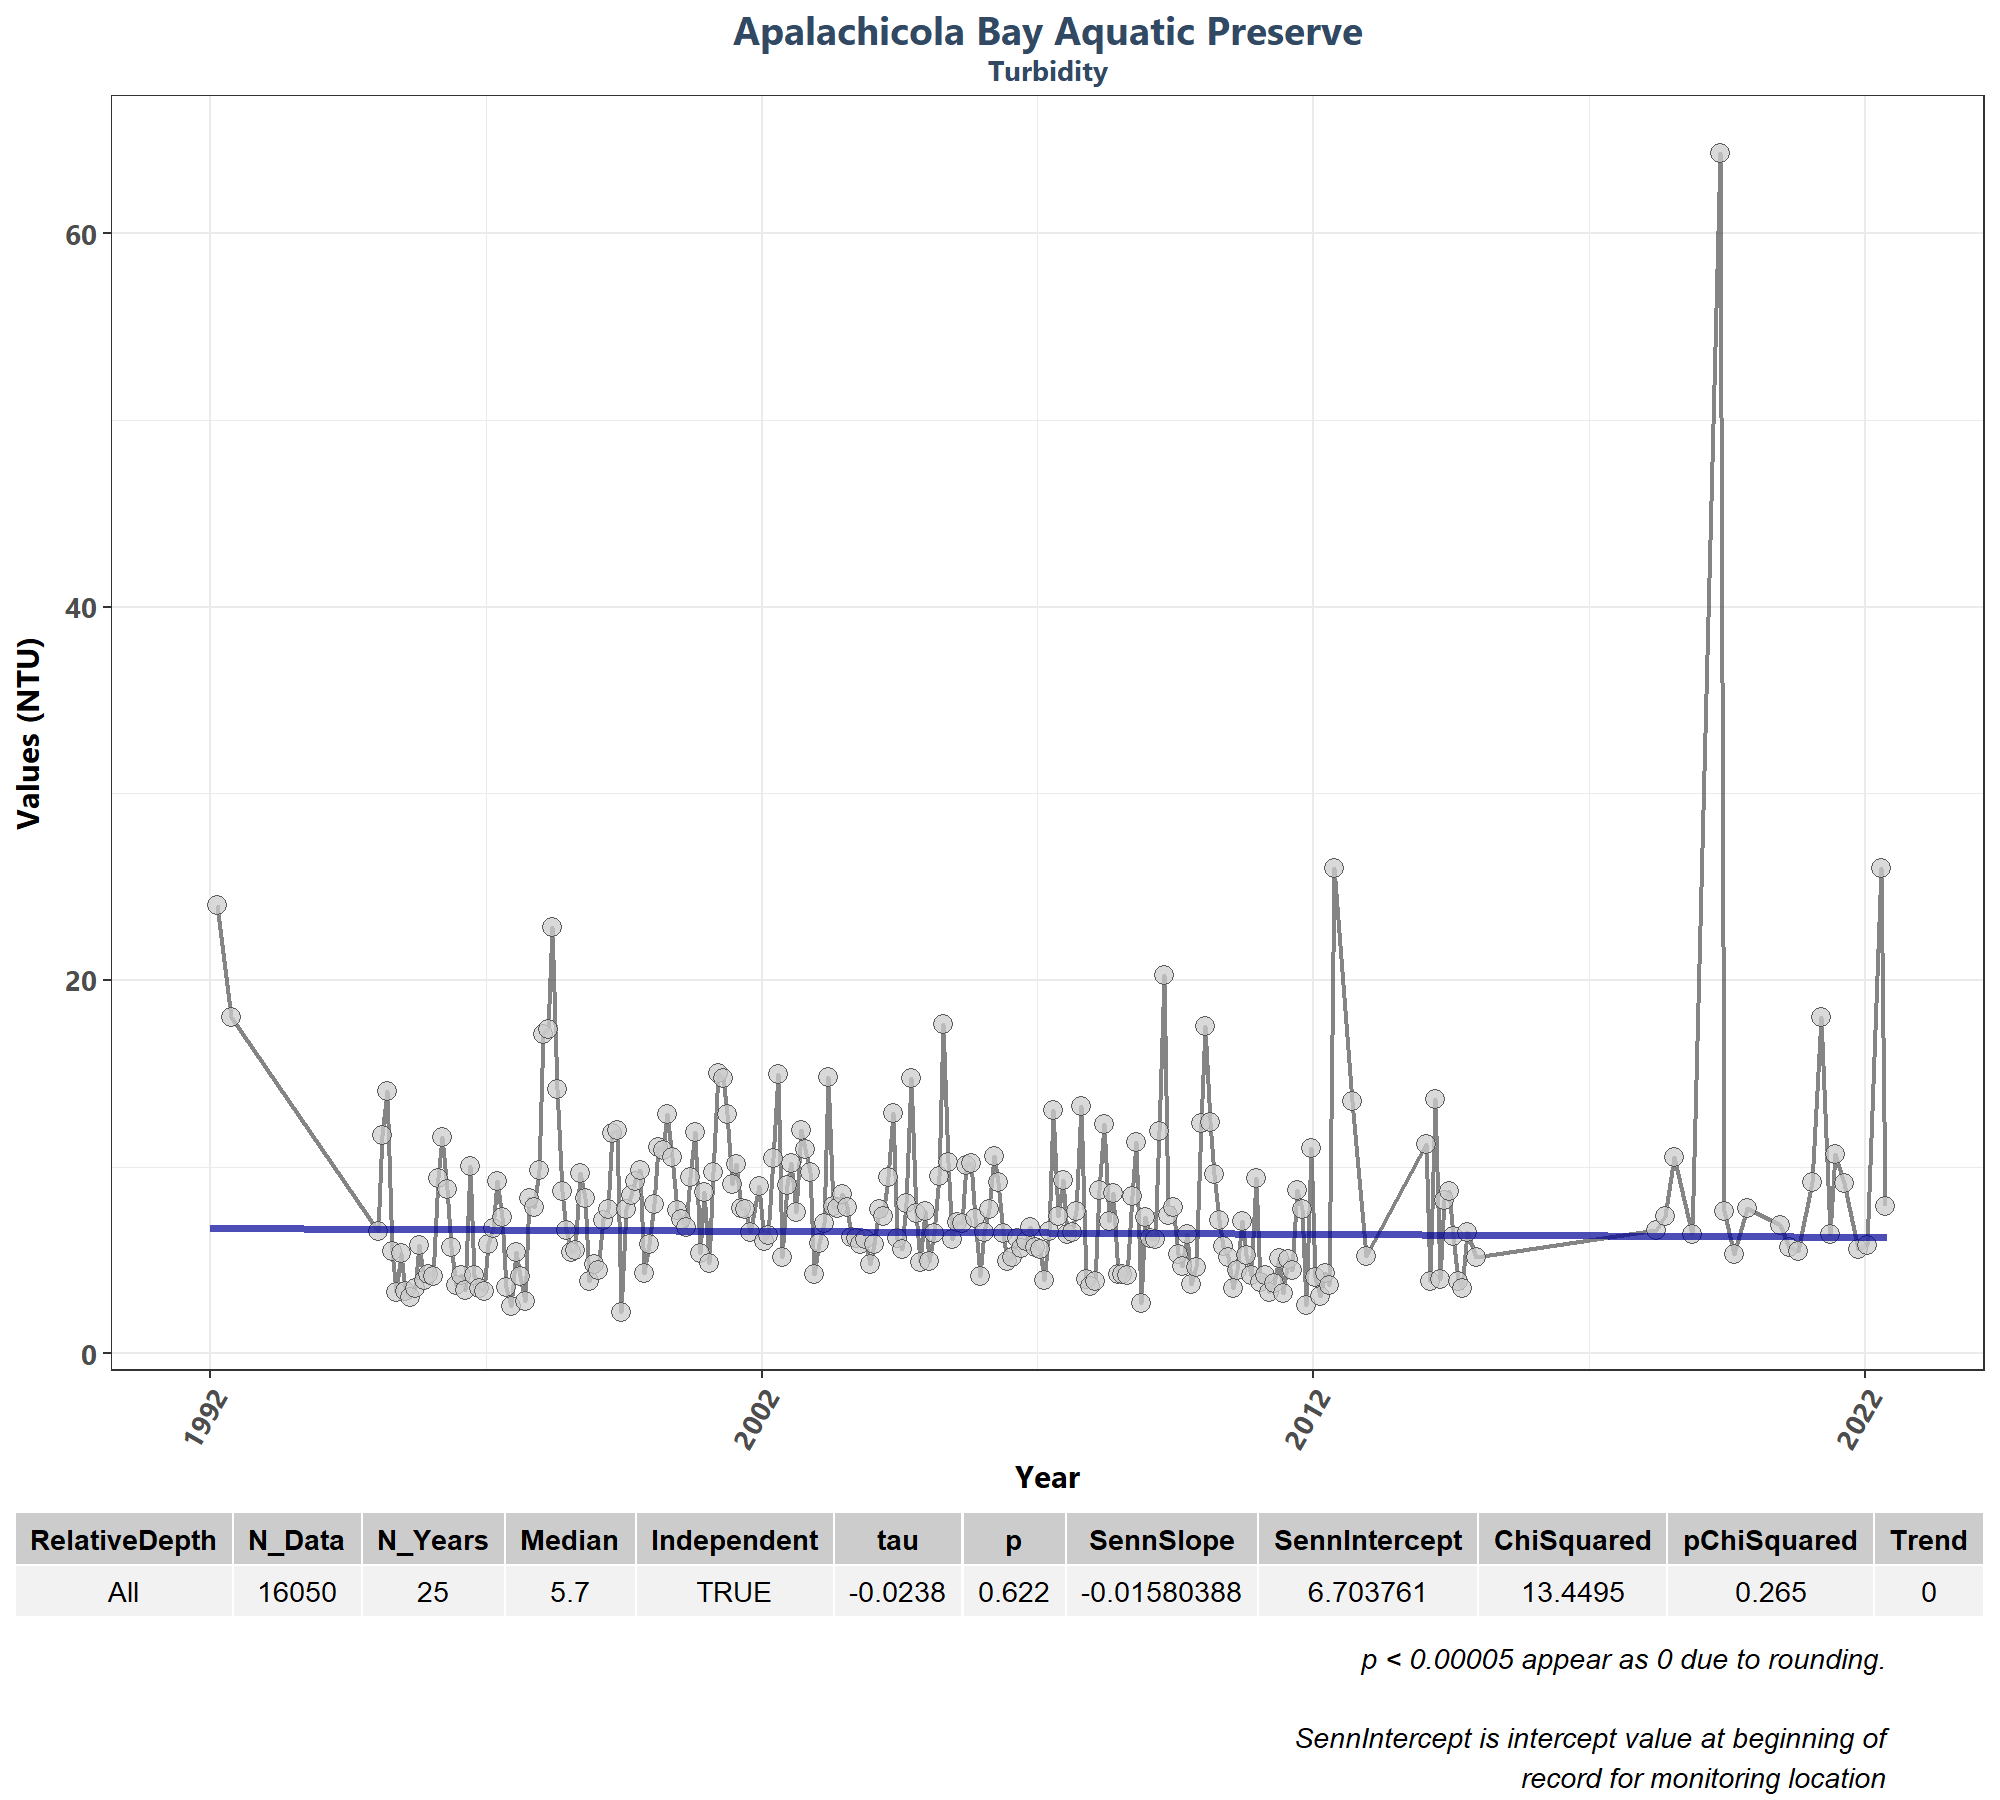 Apalachicola Bay Aquatic Preserve
Turbidity
Values (NTU)
60
40
20
0
1992 2002 2012 2022
Year
RelativeDepth N_Data N_Years Median Independent tau p SennSlope SennIntercept ChiSquared pChiSquared Trend
All 16050 25 5.7 TRUE -0.0238 0.622 -0.01580388 6.703761 13.4495 0.265 0
p < 0.00005 appear as 0 due to rounding.
SennIntercept is intercept value at beginning of
record for monitoring location